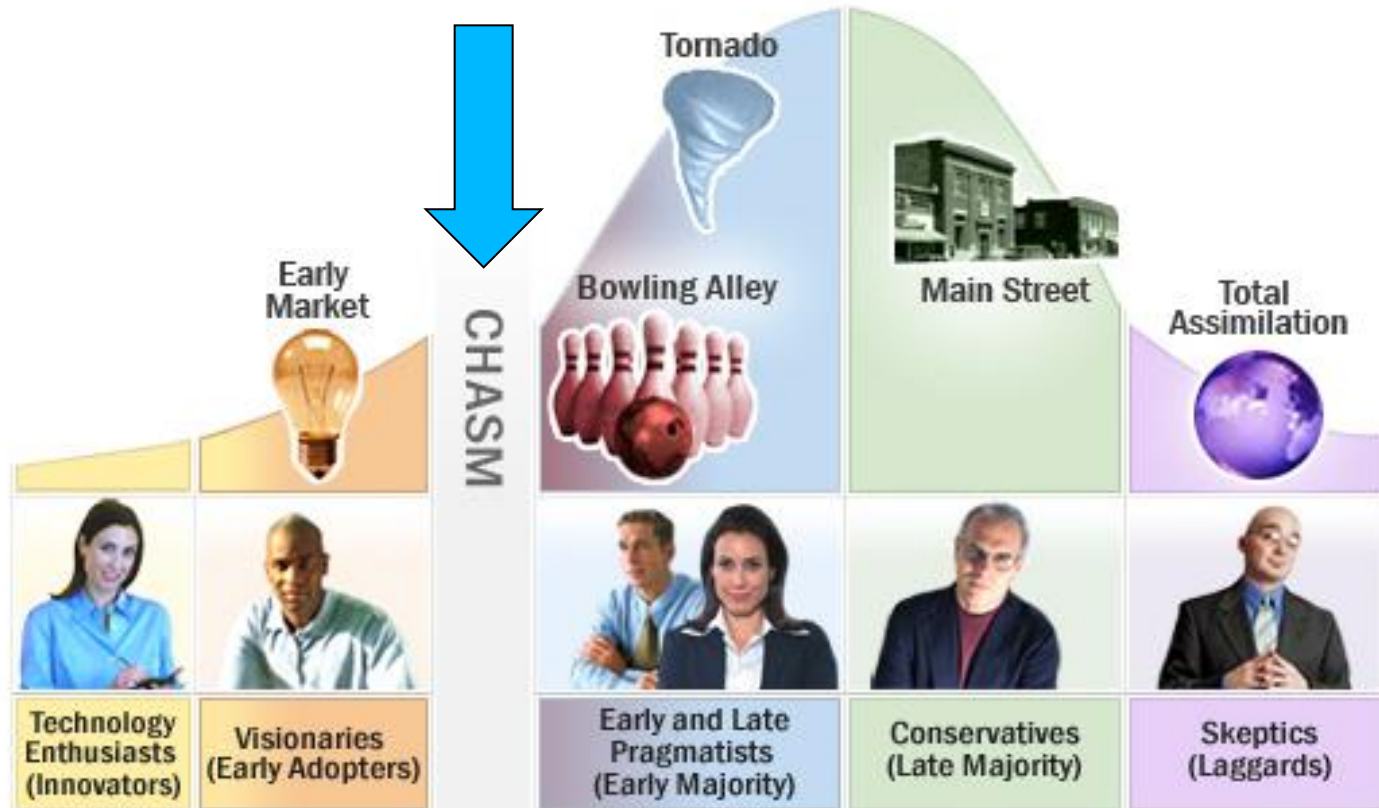 Tornado
Early
Market
CHASM
Bowling Alley
Main Street
Total
Assimilation
Technology
Enthusiasts
(Innovators)
Visionaries
(Early Adopters)
Early and Late
Pragmatists
(Early Majority)
Conservatives
(Late Majority)
Skeptics
(Laggards)